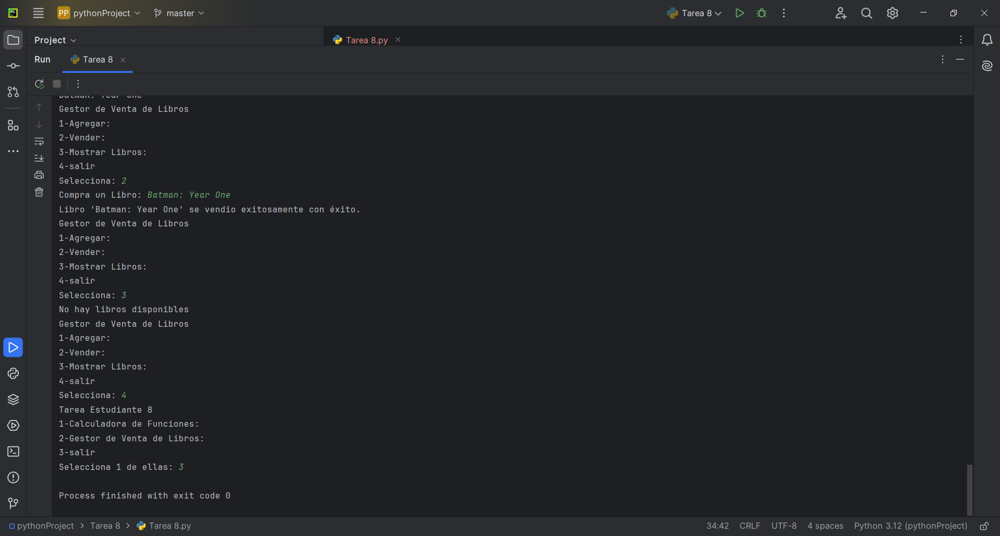 PC
PP pythonProject
master
Tarea 8
Project
Tarea 8.py
Run
Tarea 8
Batman: Year One
Gestor de Venta de Libros
1-Agregar:
2-Vender:
3-Mostrar Libros:
4-salir
Selecciona: 2
Compra un Libro: Batman: Year One
Libro 'Batman: Year One' se vendio exitosamente con éxito.
Gestor de Venta de Libros
1-Agregar:
2-Vender:
3-Mostrar Libros:
4-salir
Selecciona: 3
No hay libros disponibles
Gestor de Venta de Libros
1-Agregar:
2-Vender:
3-Mostrar Libros:
4-salir
Selecciona: 4
Tarea Estudiante 8
1-Calculadora de Funciones:
2-Gestor de Venta de Libros:
3-salir
Selecciona 1 de ellas: 3
Process finished with exit code 0
pythonProject > Tarea 8 > Tarea 8.py
34:42 CRLF UTF-8 4 spaces Python 3.12 (pythonProject)